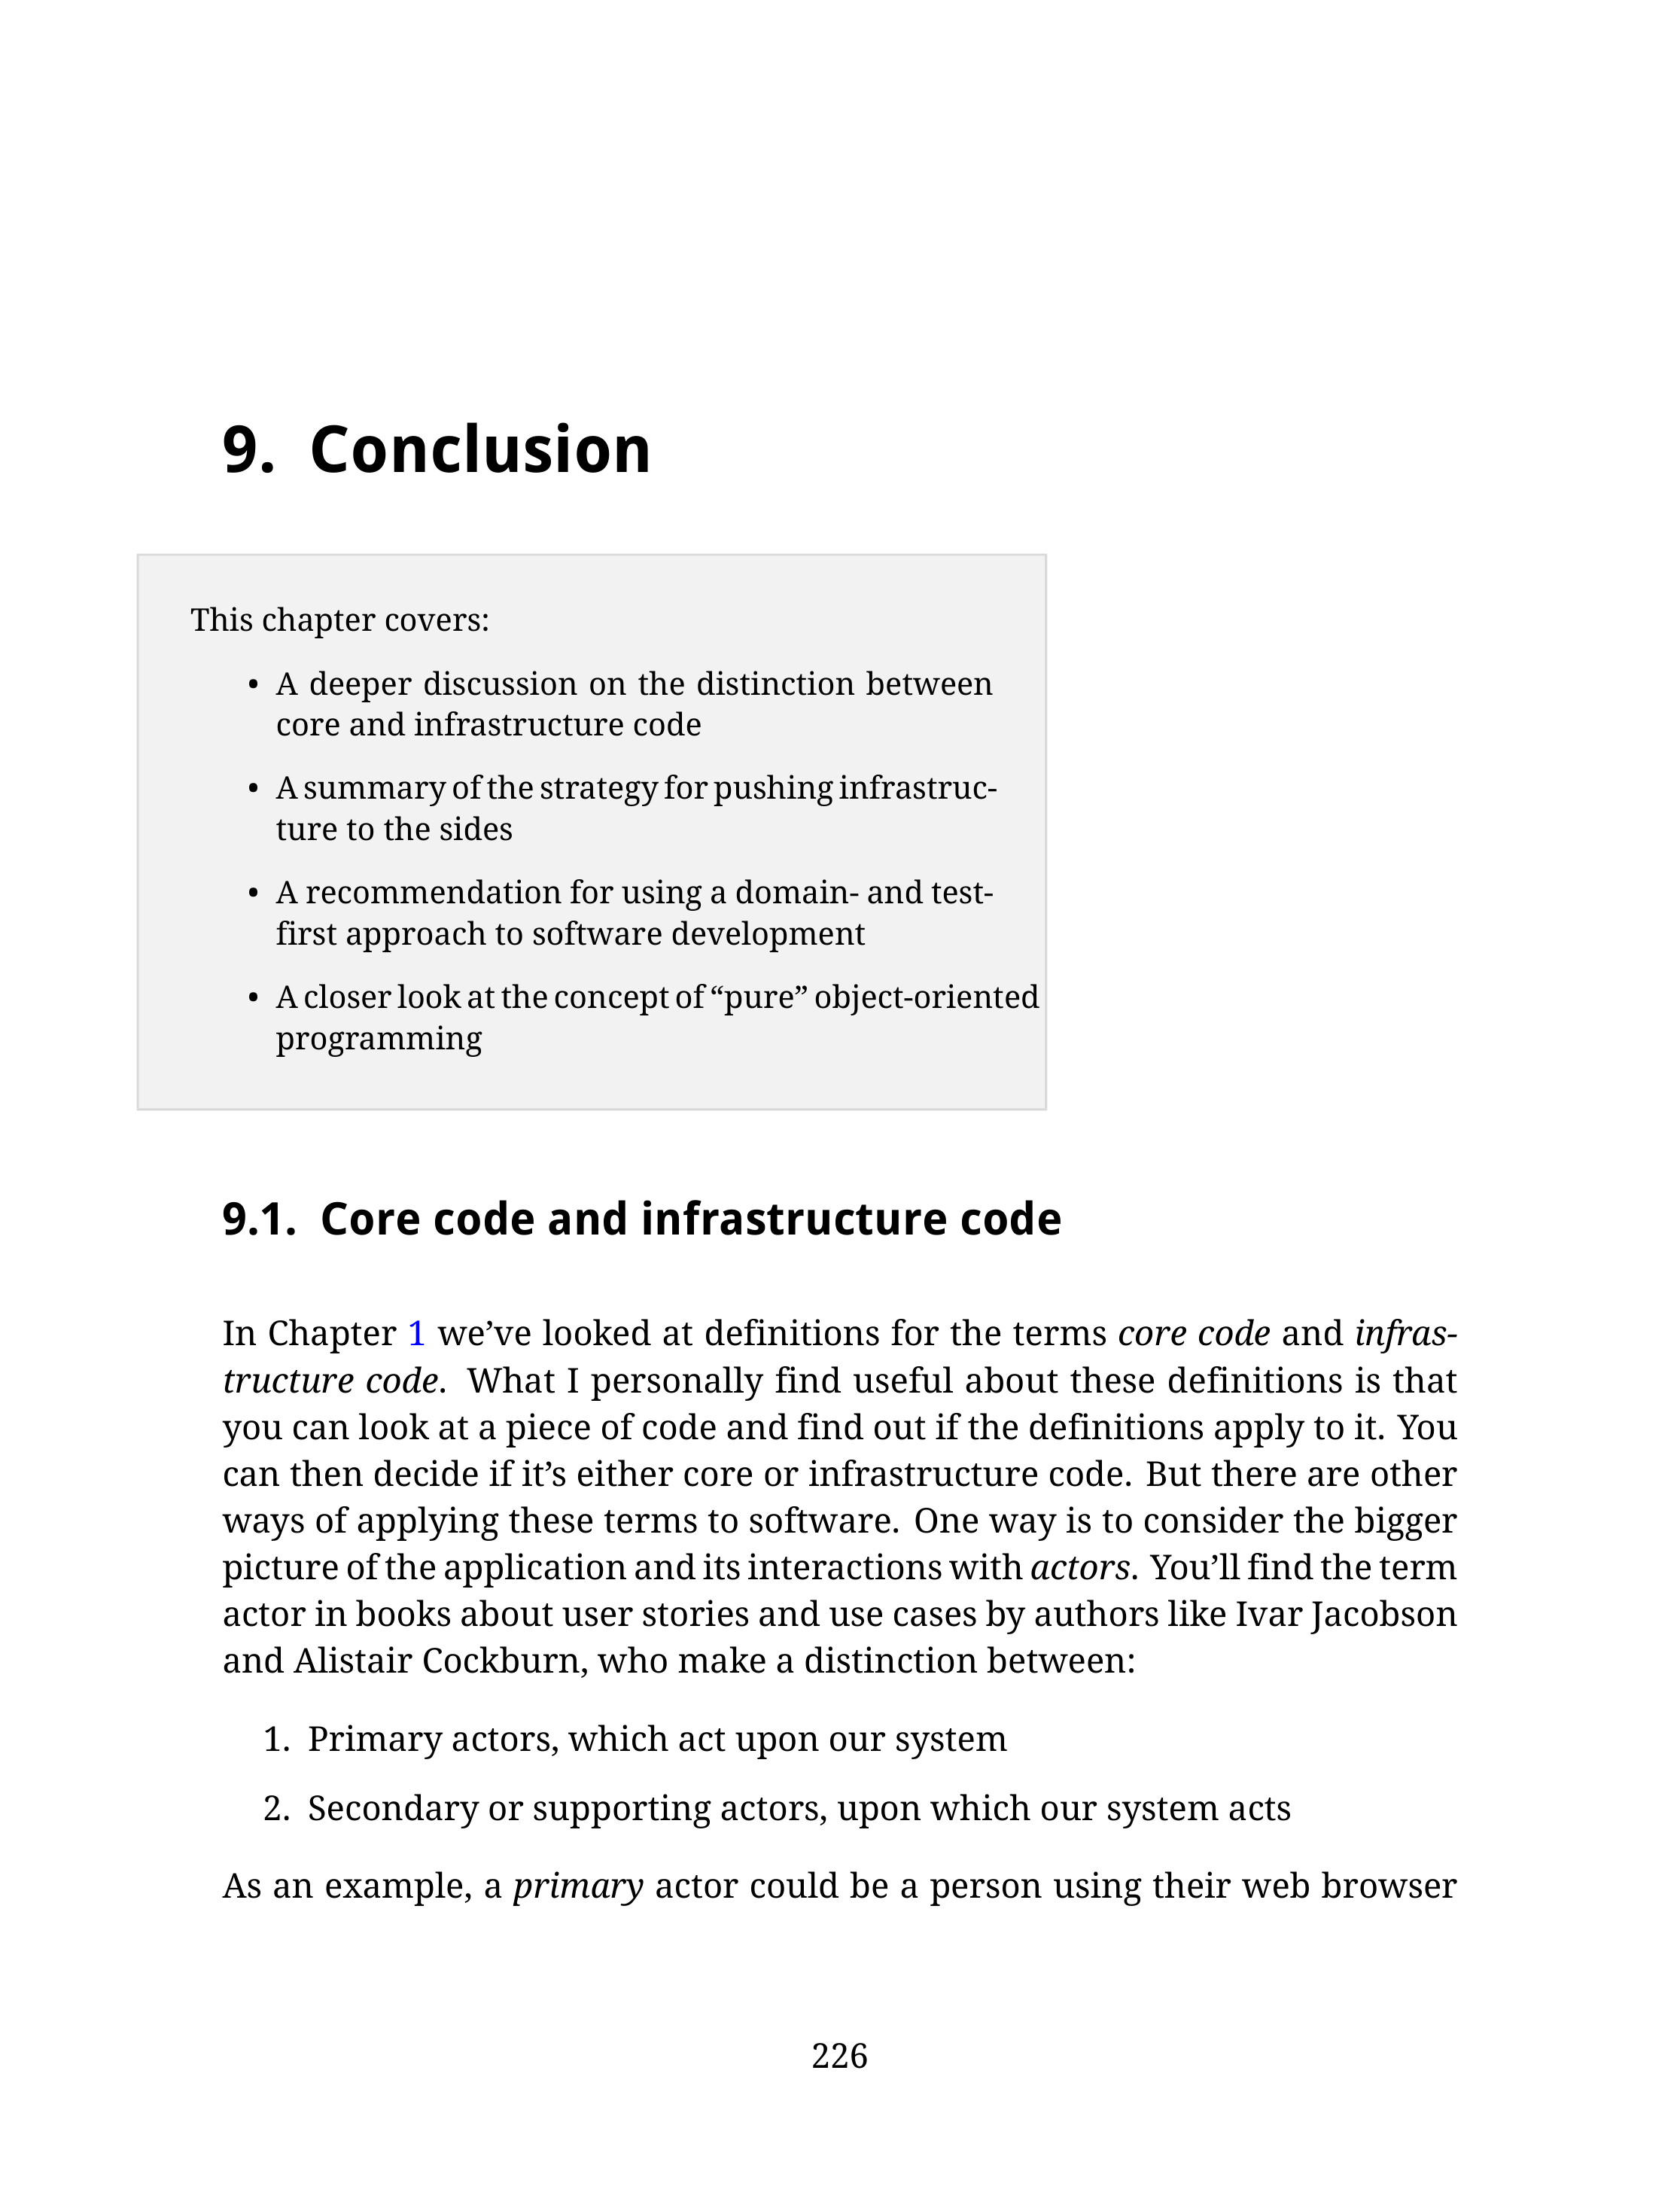 9. Conclusion
This chapter covers:
• A deeper discussion on the distinction between
core and infrastructure code
• A summary of the strategy for pushing infrastruc-
ture to the sides
• A recommendation for using a domain- and test-
first approach to software development
• A closer look at the concept of “pure” object-oriented
programming
9.1. Core code and infrastructure code
In Chapter 1 we’ve looked at definitions for the terms core code and infras-
tructure code. What I personally find useful about these definitions is that
you can look at a piece of code and find out if the definitions apply to it. You
can then decide if it’s either core or infrastructure code. But there are other
ways of applying these terms to software. One way is to consider the bigger
picture of the application and its interactions with actors. You’ll find the term
actor in books about user stories and use cases by authors like Ivar Jacobson
and Alistair Cockburn, who make a distinction between:
1. Primary actors, which act upon our system
2. Secondary or supporting actors, upon which our system acts
As an example, a primary actor could be a person using their web browser
226